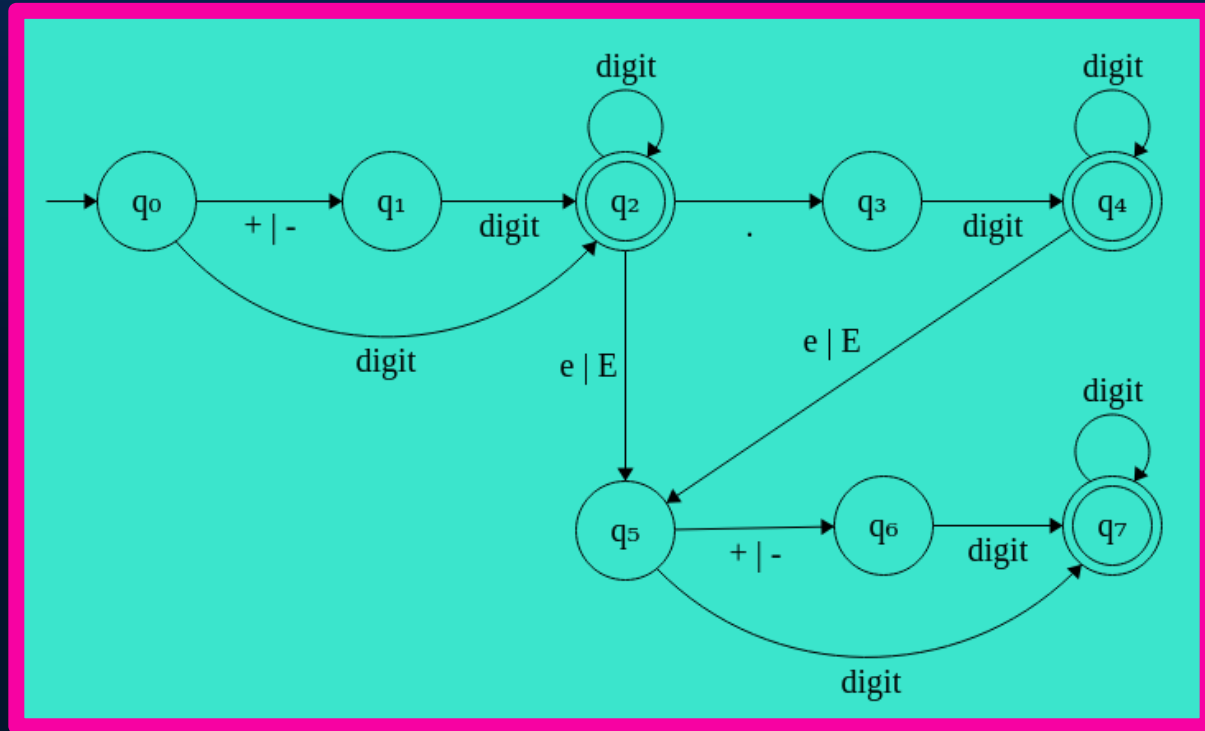 digit digit
q₀ q₁ q₂ q₃ q₄
+ | - digit . digit
digit
e | E e | E
digit
q₅ q₆ q₇
+ | - digit
digit